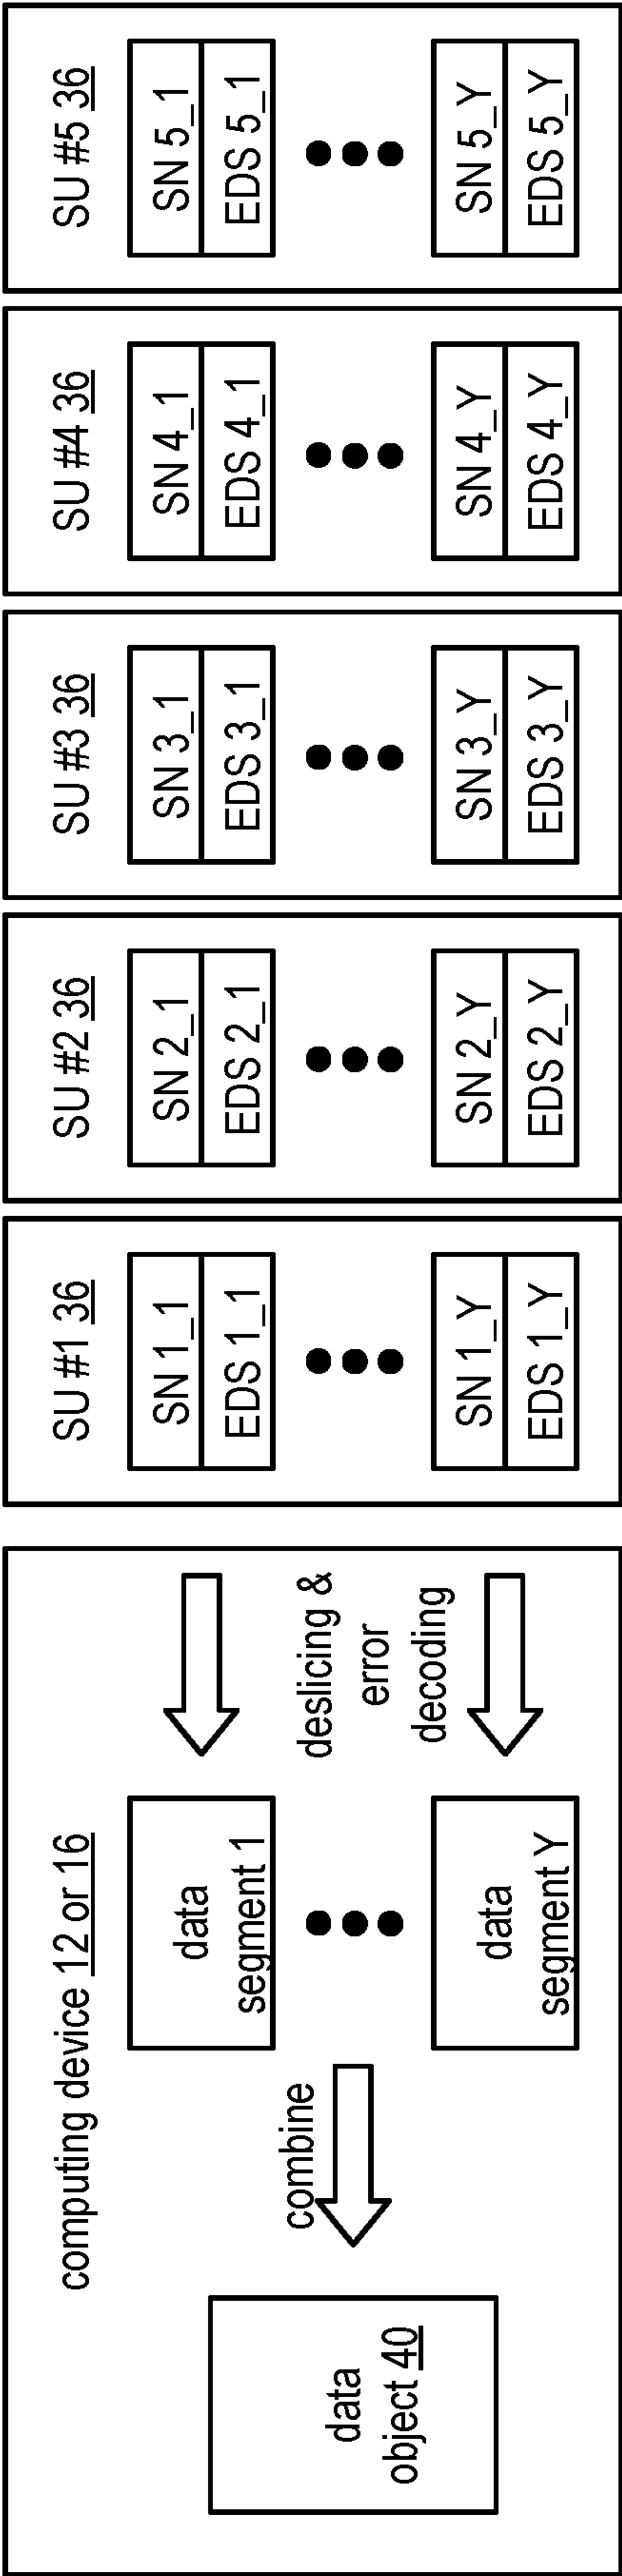 computing device 12 or 16
data
object 40
combine
data
segment 1
data
segment Y
deslicing &
error
decoding
SU #1 36
SN 1_1
EDS 1_1
SN 1_Y
EDS 1_Y
SU #2 36
SN 2_1
EDS 2_1
SN 2_Y
EDS 2_Y
SU #3 36
SN 3_1
EDS 3_1
SN 3_Y
EDS 3_Y
SU #4 36
SN 4_1
EDS 4_1
SN 4_Y
EDS 4_Y
SU #5 36
SN 5_1
EDS 5_1
SN 5_Y
EDS 5_Y